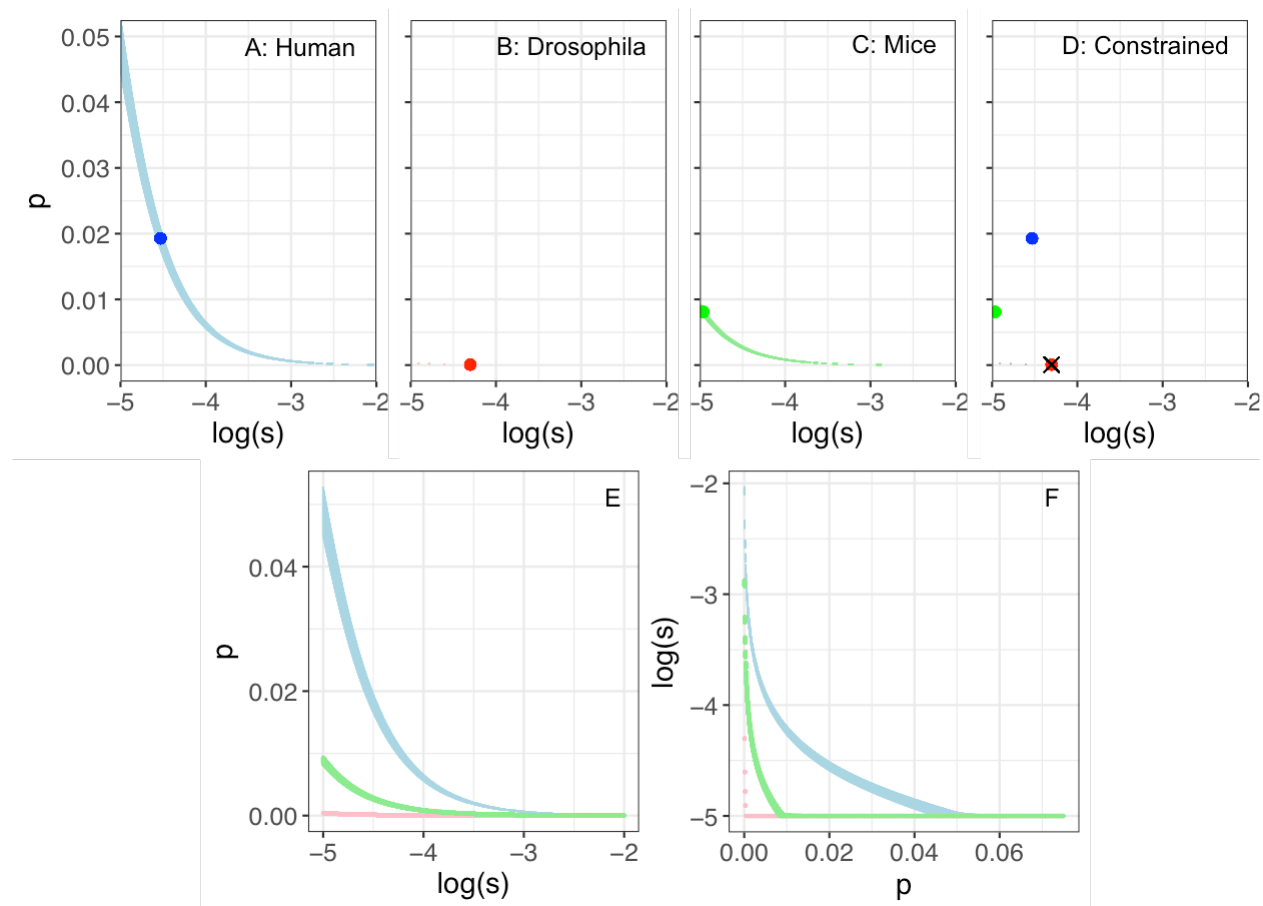 A: Human
B: Drosophila
C: Mice
D: Constrained
0.05
0.04
0.03
0.02
0.01
0.00
p
−5 −4 −3 −2
−5 −4 −3 −2
−5 −4 −3 −2
−5 −4 −3 −2
log(s)
log(s)
log(s)
log(s)
E
0.04
0.02
0.00
p
−5 −4 −3 −2
log(s)
F
−2
−3
−4
−5
log(s)
0.00 0.02 0.04 0.06
p